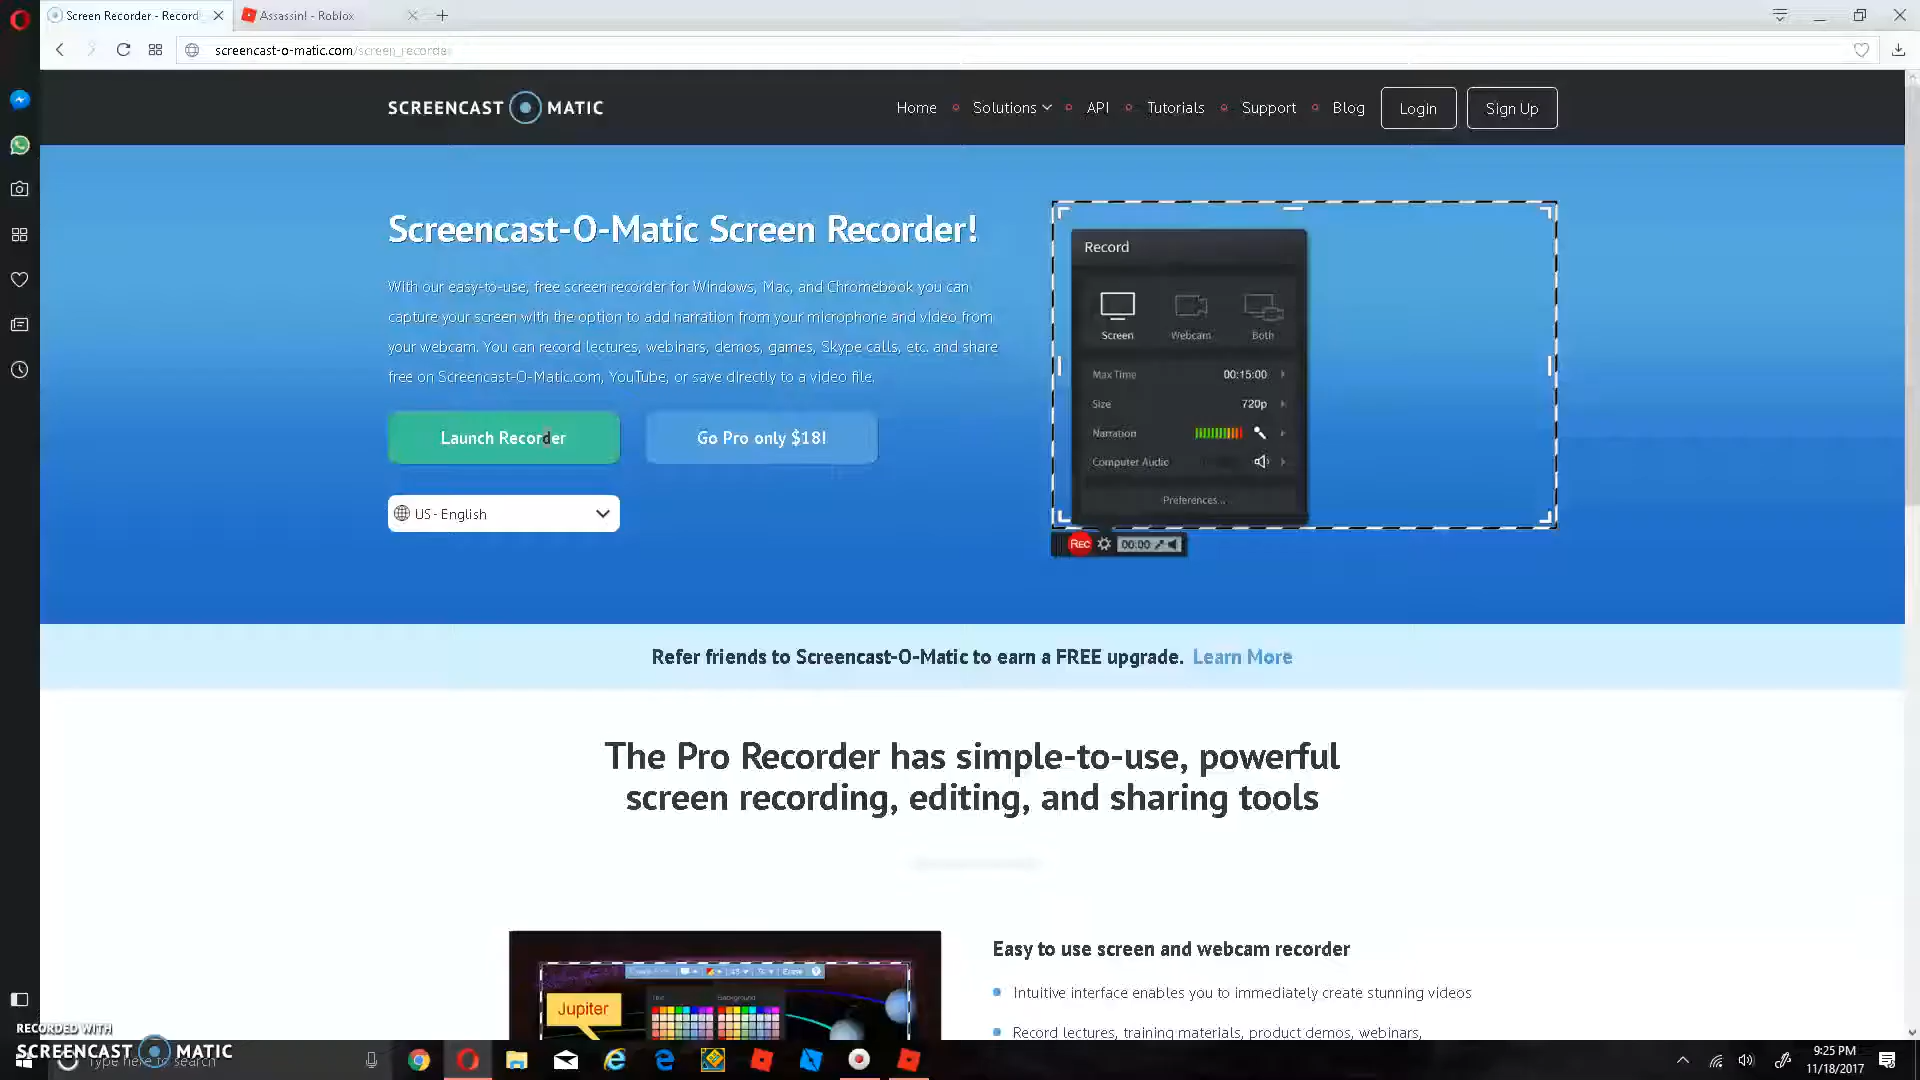 Screen Recorder - Record
Assassin! - Roblox
screencast-o-matic.com/screen_recorde
SCREENCAST MATIC
Home
Solutions
API
Tutorials
Support
Blog
Login
Sign Up
Screencast-O-Matic Screen Recorder!
With our easy-to-use, free screen recorder for Windows, Mac, and Chromebook you can
capture your screen with the option to add narration from your microphone and video from
your webcam. You can record lectures, webinars, demos, games, Skype calls, etc. and share
free on Screencast-O-Matic.com, YouTube, or save directly to a video file.
Launch Recorder
Go Pro only $18!
US - English
Record
Screen
Webcam
Both
Max Time 00:15:00
Size 720p
Narration
Computer Audio
Preferences...
REC
00:00
Refer friends to Screencast-O-Matic to earn a FREE upgrade. Learn More
The Pro Recorder has simple-to-use, powerful
screen recording, editing, and sharing tools
Jupiter
Background
Easy to use screen and webcam recorder
Intuitive interface enables you to immediately create stunning videos
Record lectures, training materials, product demos, webinars,
RECORDED WITH
SCREENCAST MATIC
Type here to search
9:25 PM
11/18/2017